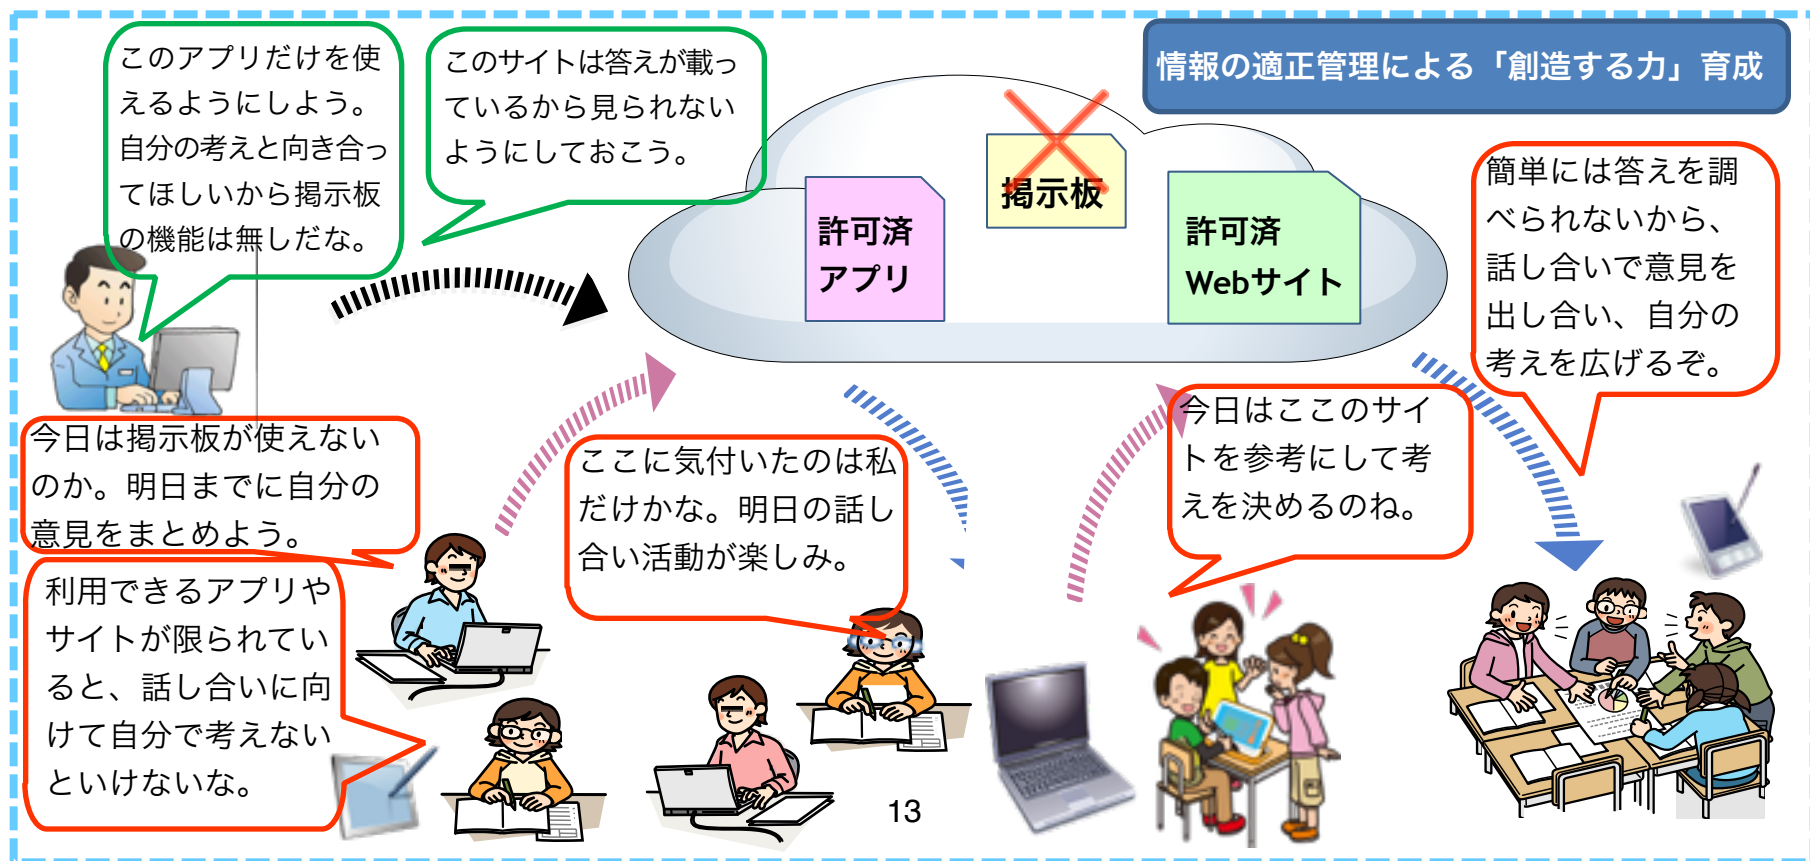 情報の適正管理による「創造する力」育成
このアプリだけを使
えるようにしよう。
自分の考えと向き合っ
てほしいから掲示板
の機能は無しだな。
このサイトは答えが載っ
ているから見られない
ようにしておこう。
掲示板
許可済
アプリ
許可済
Webサイト
簡単には答えを調
べられないから、
話し合いで意見を
出し合い、自分の
考えを広げるぞ。
今日は掲示板が使えない
のか。明日までに自分の
意見をまとめよう。
ここに気付いたのは私
だけかな。明日の話し
合い活動が楽しみ。
今日はここのサイ
トを参考にして考
えを決めるのね。
利用できるアプリや
サイトが限られてい
ると、話し合いに向
けて自分で考えない
といけないな。
13